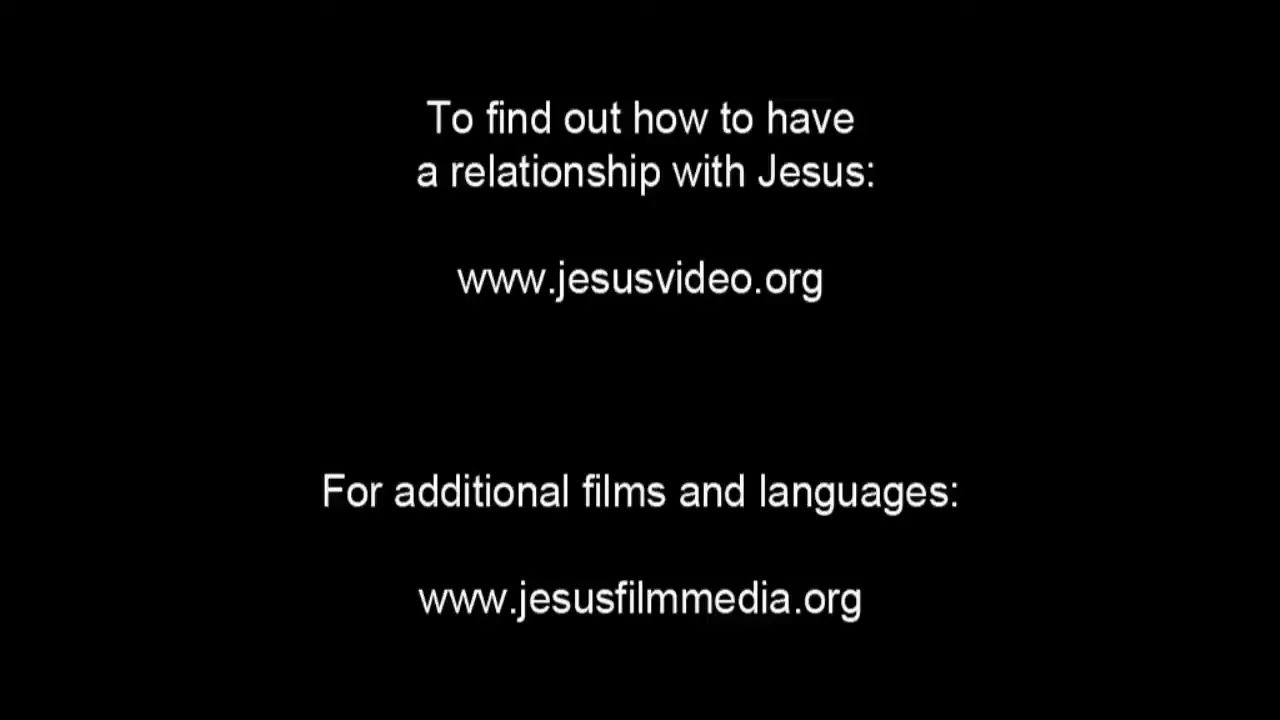 To find out how to have
a relationship with Jesus:
www.jesusvideo.org
For additional films and languages:
www.jesusfilmmedia.org